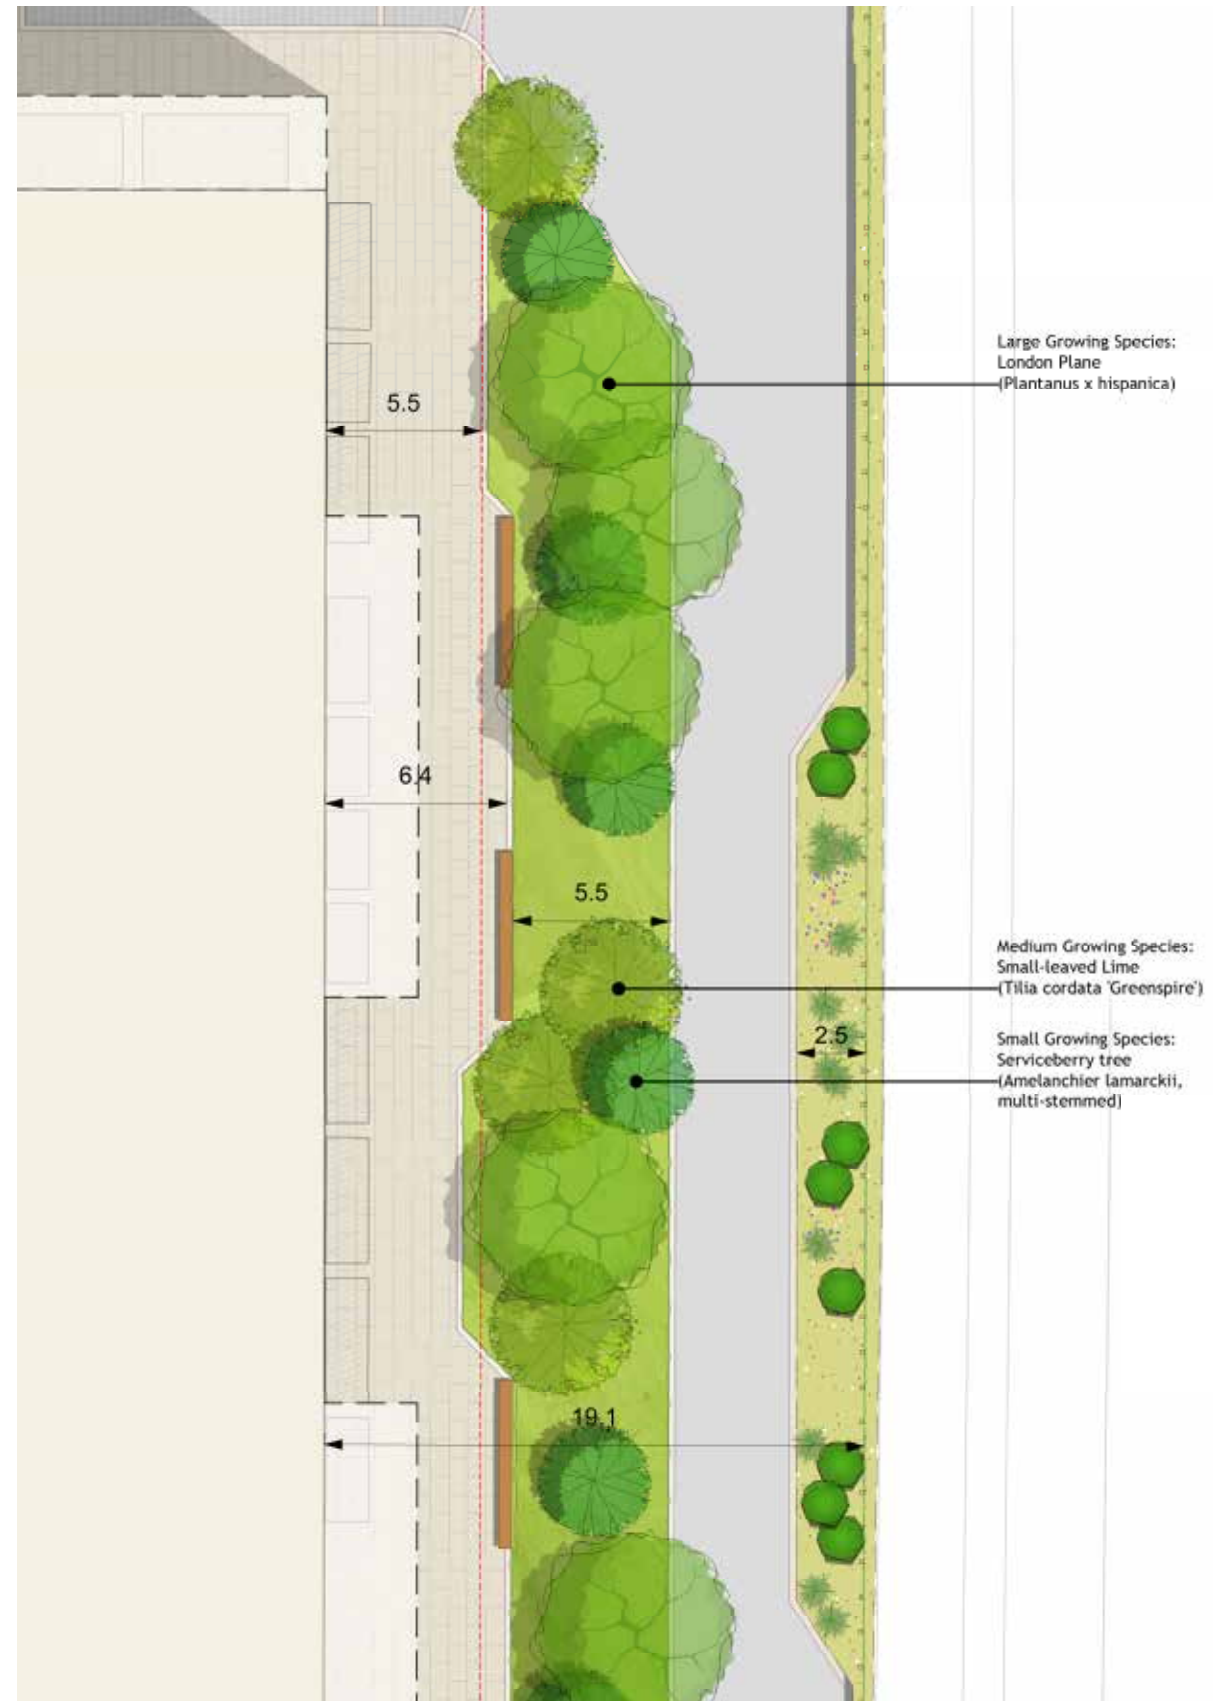 Large Growing Species:
London Plane
(Plantanus x hispanica)
5.5
6.4
5.5
Medium Growing Species:
Small-leaved Lime
(Tilia cordata 'Greenspire')
2.5
Small Growing Species:
Serviceberry tree
(Amelanchier lamarckii,
multi-stemmed)
19.1